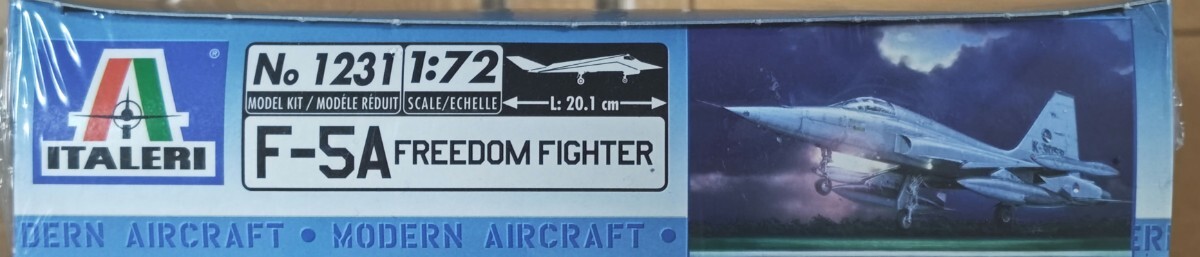 ITALERI
®
No 1231
MODEL KIT / MODÈLE RÉDUIT
1:72
SCALE/ECHELLE
L: 20.1 cm
F-5A FREEDOM FIGHTER
DERN AIRCRAFT • MODERN AIRCRAFT •